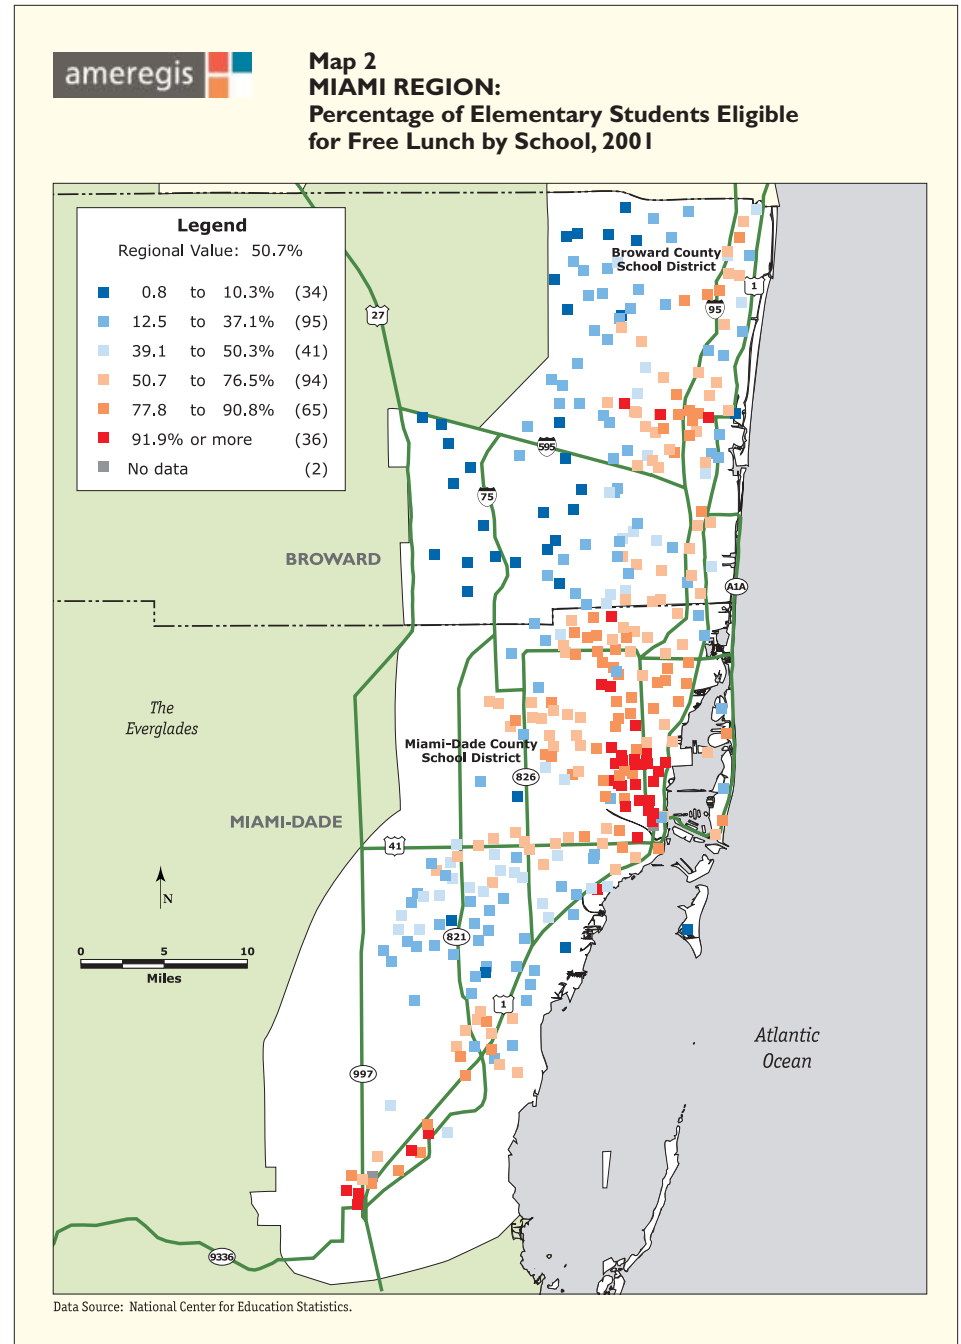 ameregis
Map 2
MIAMI REGION:
Percentage of Elementary Students Eligible
for Free Lunch by School, 2001
Legend
Regional Value: 50.7%
0.8 to 10.3% (34)
12.5 to 37.1% (95)
39.1 to 50.3% (41)
50.7 to 76.5% (94)
77.8 to 90.8% (65)
91.9% or more (36)
No data (2)
Broward County
School District
1
27
95
595
75
BROWARD
A1A
The
Everglades
Miami-Dade County
School District
826
MIAMI-DADE
41
N
821
0 5 10
Miles
1
Atlantic
Ocean
997
9336
Data Source: National Center for Education Statistics.